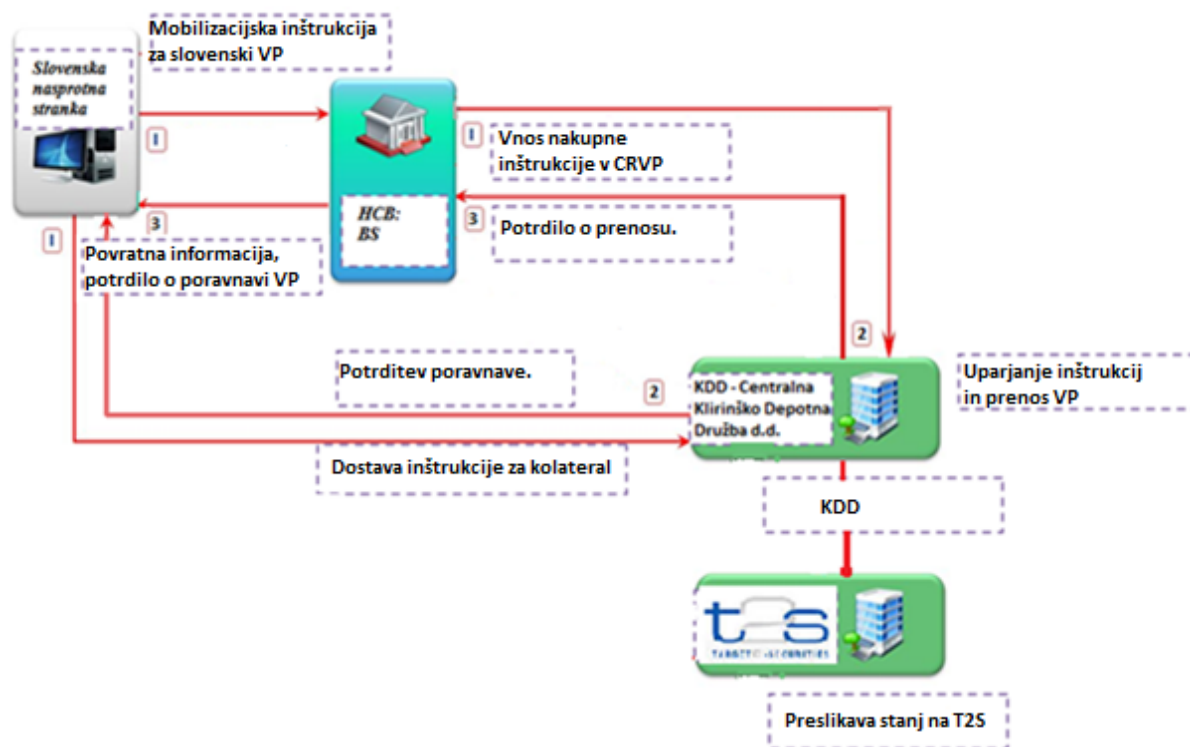 Mobilizacijska inštrukcija
za slovenski VP
Slovenska
nasprotna
stranka
1
1
Vnos nakupne
inštrukcije v CRVP
HCB:
BS
3
3
Potrdilo o prenosu.
1
Povratna informacija,
potrdilo o poravnavi VP
2
Potrditev poravnave.
2
KDD - Centralna
Klirinško Depotna
Družba d.d.
Uparjanje inštrukcij
in prenos VP
Dostava inštrukcije za kolateral
KDD
t2s
Preslikava stanj na T2S